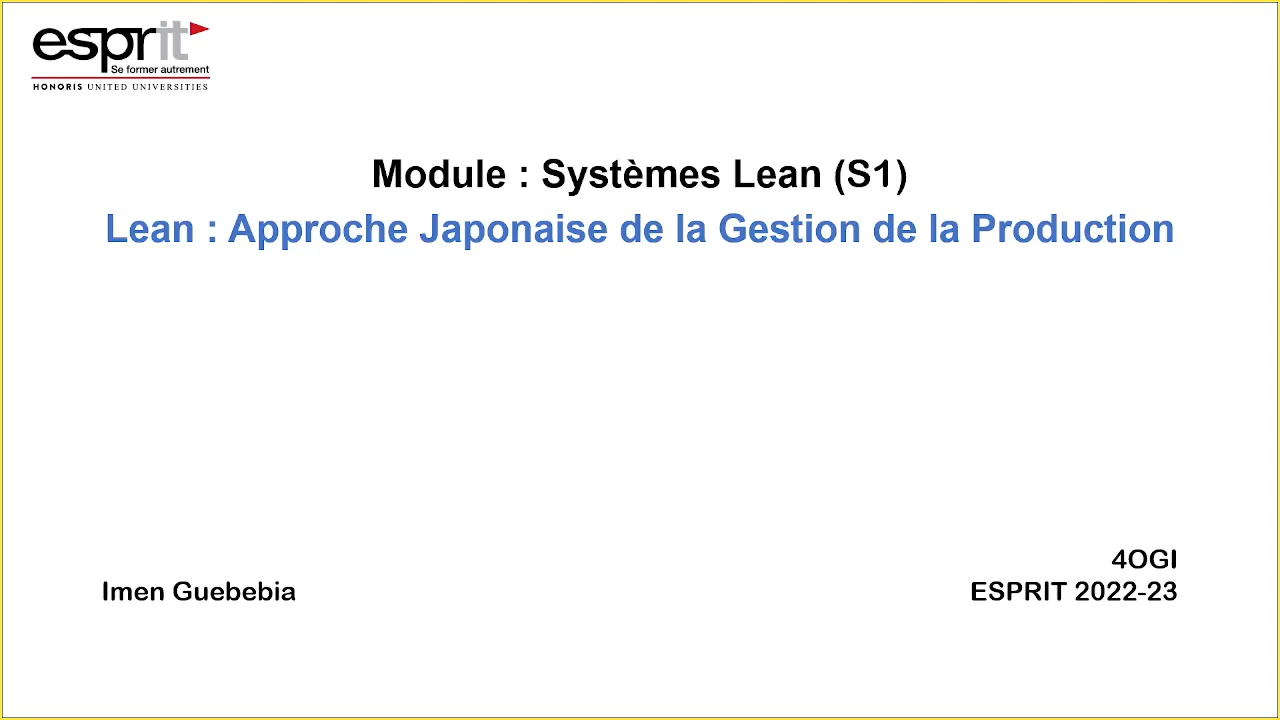 esprit
Se former autrement
HONORIS UNITED UNIVERSITIES
Module : Systèmes Lean (S1)
Lean : Approche Japonaise de la Gestion de la Production
4OGI
Imen Guebebia
ESPRIT 2022-23